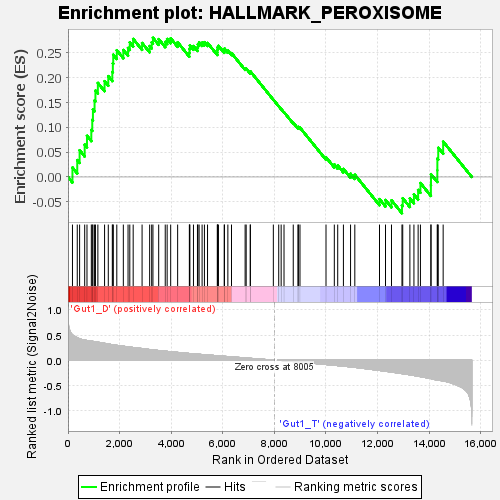 Enrichment plot: HALLMARK_PEROXISOME
Enrichment score (ES)
0.25
0.20
0.15
0.10
0.05
0.00
-0.05
'Gut1_D' (positively correlated)
Ranked list metric (Signal2Noise)
1.0
0.5
0.0
-0.5
-1.0
Zero cross at 8005
'Gut1_T' (negatively correlated)
0
2,000
4,000
6,000
8,000
10,000
12,000
14,000
16,000
Rank in Ordered Dataset
Enrichment profile
Hits
Ranking metric scores